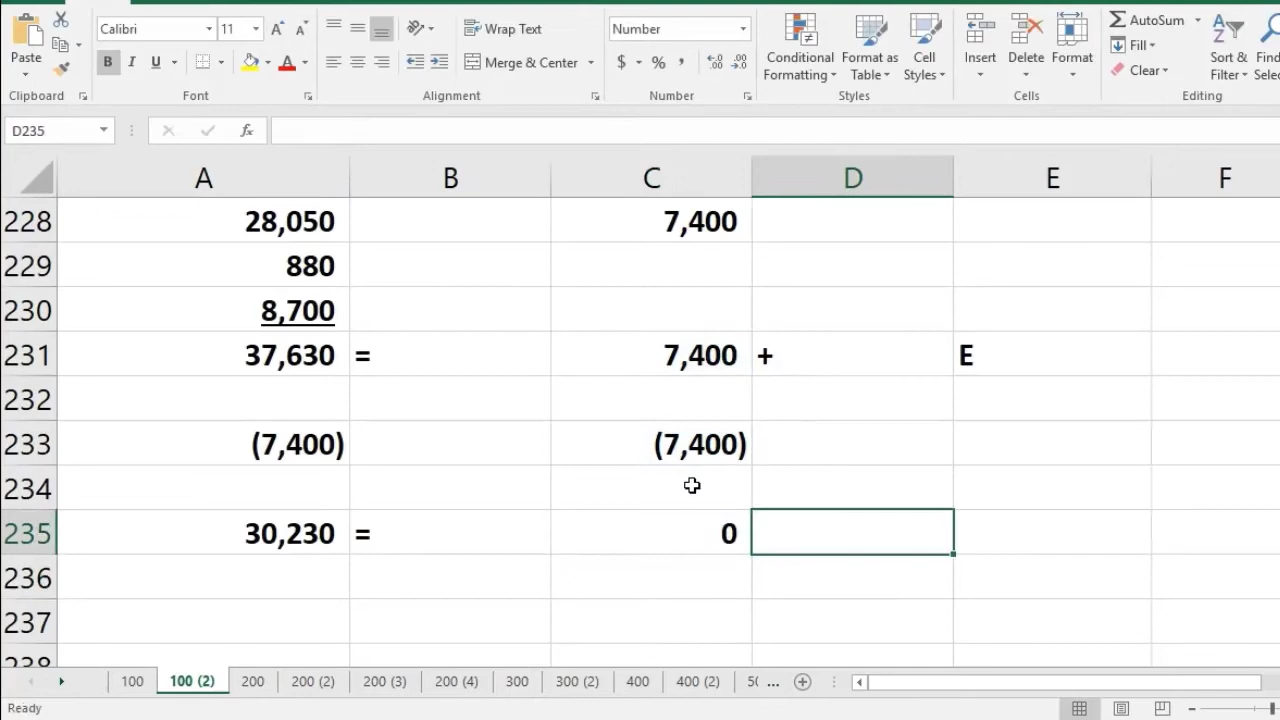 Calibri 11 Wrap Text Number AutoSum
Paste B I U Merge & Center $ % , Conditional Formatting Format as Table Cell Styles Insert Delete Format Fill Clear Sort & Filter
Clipboard Font Alignment Number Styles Cells Editing
D235 fx
A B C D E F
228 28,050 7,400
229 880
230 8,700
231 37,630 = 7,400 + E
232
233 (7,400) (7,400)
234
235 30,230 = 0
236
237
238
100 100 (2) 200 200 (2) 200 (3) 200 (4) 300 300 (2) 400 400 (2) ...
Ready